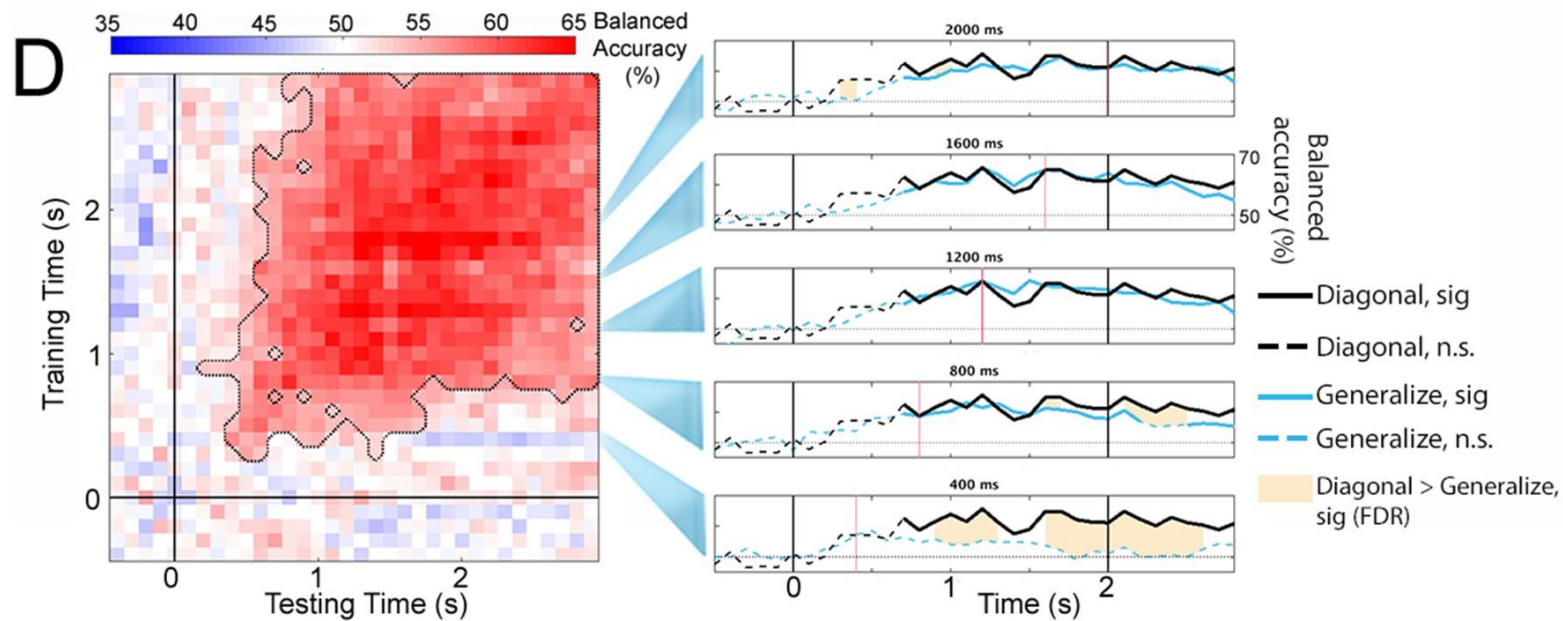 D
35 40 45 50 55 60 65
Balanced
Accuracy
(%)
Training Time (s)
2
1
0
0 1 2
Testing Time (s)
2000 ms
1600 ms
1200 ms
800 ms
400 ms
70
50
Balanced
accuracy (%)
0 1 2
Time (s)
Diagonal, sig
Diagonal, n.s.
Generalize, sig
Generalize, n.s.
Diagonal > Generalize,
sig (FDR)